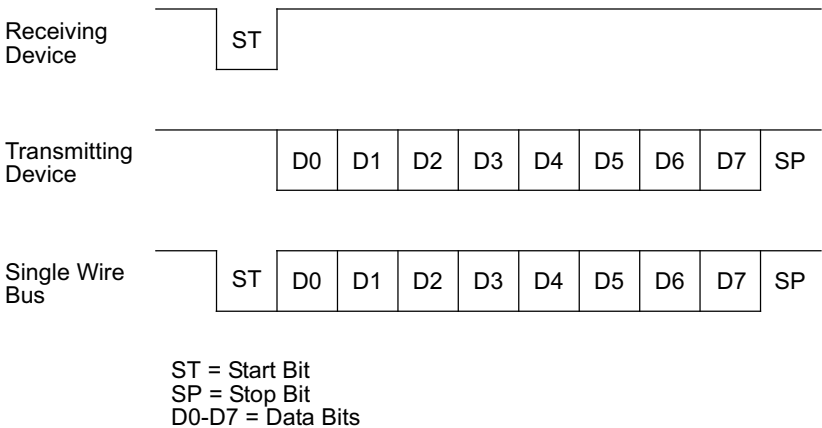 Receiving
Device
ST
Transmitting
Device
D0 D1 D2 D3 D4 D5 D6 D7 SP
Single Wire
Bus
ST D0 D1 D2 D3 D4 D5 D6 D7 SP
ST = Start Bit
SP = Stop Bit
D0-D7 = Data Bits